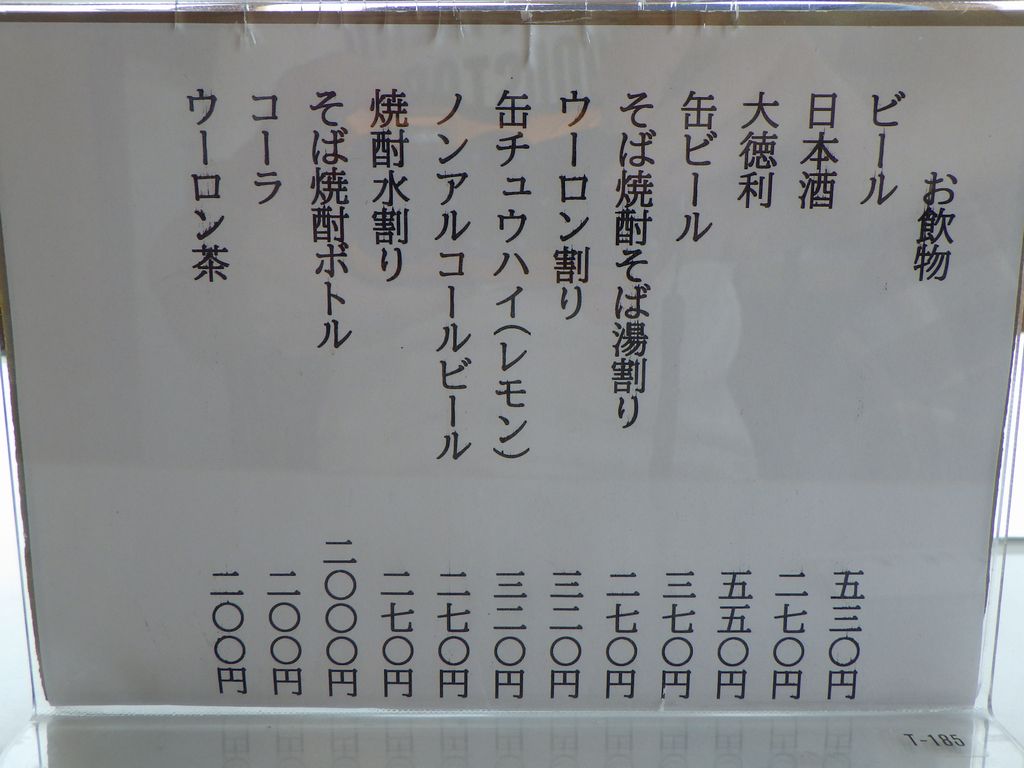 お飲物
ビール 五三〇円
日本酒 二七〇円
大徳利 五五〇円
缶ビール 三七〇円
そば焼酎そば湯割り 二七〇円
ウーロン割り 三二〇円
缶チュウハイ(レモン) 三二〇円
ノンアルコールビール 二七〇円
焼酎水割り 二七〇円
そば焼酎ボトル 二〇〇〇円
コーラ 二〇〇円
ウーロン茶 二〇〇円
T-185